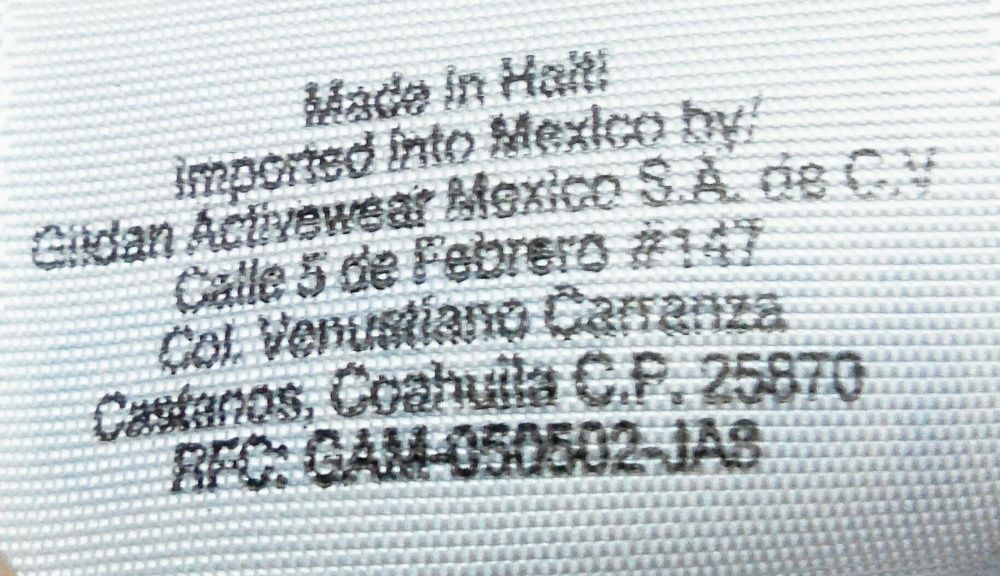 Made in Haiti
Imported into Mexico by/
Gildan Activewear Mexico S.A. de C.V
Calle 5 de Febrero #147
Col. Venustiano Carranza
Castanos, Coahuila C.P. 25870
RFC: GAM-050502-JA8